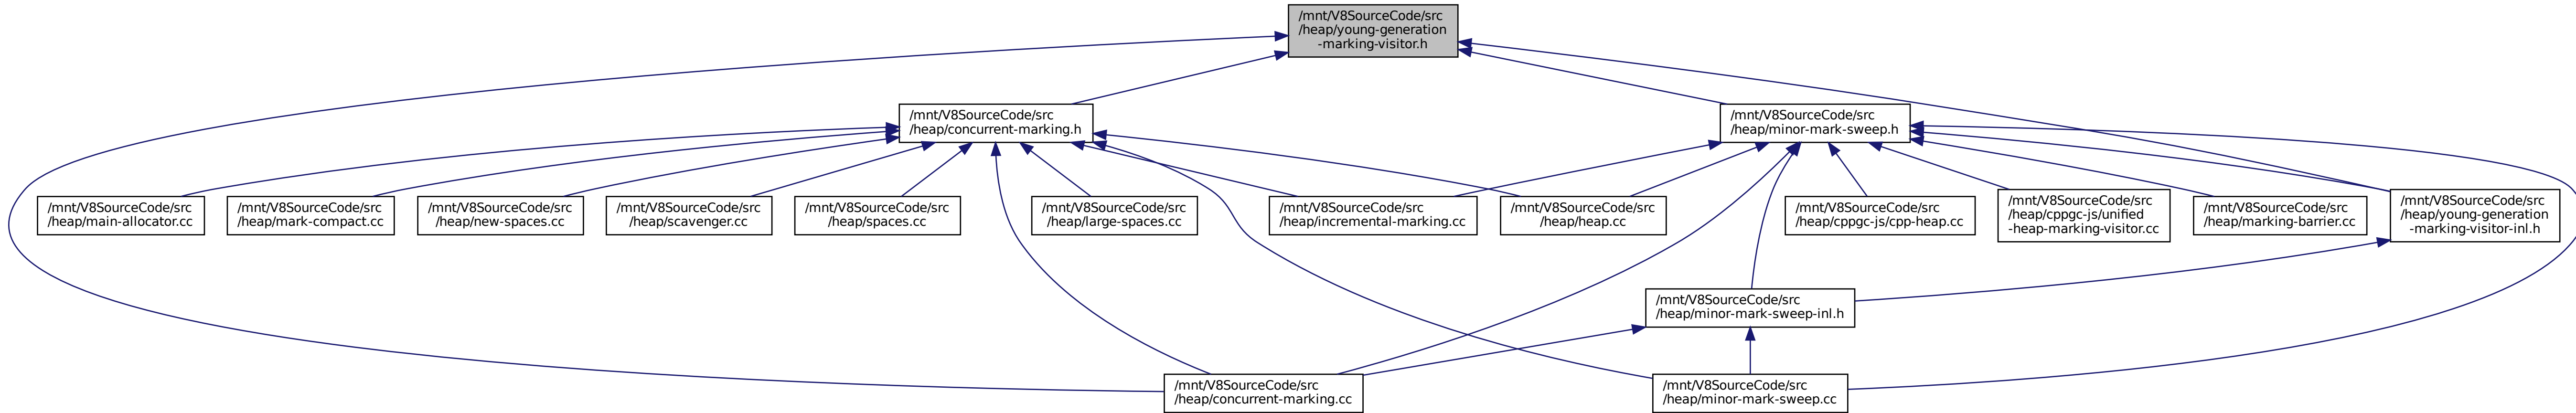 /mnt/V8SourceCode/src
/heap/young-generation
-marking-visitor.h
/mnt/V8SourceCode/src
/heap/concurrent-marking.h
/mnt/V8SourceCode/src
/heap/minor-mark-sweep.h
/mnt/V8SourceCode/src
/heap/main-allocator.cc
/mnt/V8SourceCode/src
/heap/mark-compact.cc
/mnt/V8SourceCode/src
/heap/new-spaces.cc
/mnt/V8SourceCode/src
/heap/scavenger.cc
/mnt/V8SourceCode/src
/heap/spaces.cc
/mnt/V8SourceCode/src
/heap/large-spaces.cc
/mnt/V8SourceCode/src
/heap/incremental-marking.cc
/mnt/V8SourceCode/src
/heap/heap.cc
/mnt/V8SourceCode/src
/heap/cppgc-js/cpp-heap.cc
/mnt/V8SourceCode/src
/heap/cppgc-js/unified
-heap-marking-visitor.cc
/mnt/V8SourceCode/src
/heap/marking-barrier.cc
/mnt/V8SourceCode/src
/heap/young-generation
-marking-visitor-inl.h
/mnt/V8SourceCode/src
/heap/minor-mark-sweep-inl.h
/mnt/V8SourceCode/src
/heap/concurrent-marking.cc
/mnt/V8SourceCode/src
/heap/minor-mark-sweep.cc